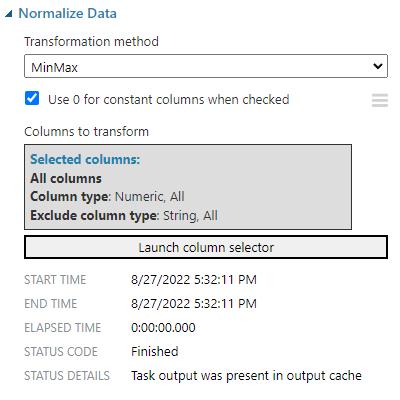 Normalize Data
Transformation method
MinMax
Use 0 for constant columns when checked
Columns to transform
Selected columns:
All columns
Column type: Numeric, All
Exclude column type: String, All
Launch column selector
START TIME 8/27/2022 5:32:11 PM
END TIME 8/27/2022 5:32:11 PM
ELAPSED TIME 0:00:00.000
STATUS CODE Finished
STATUS DETAILS Task output was present in output cache